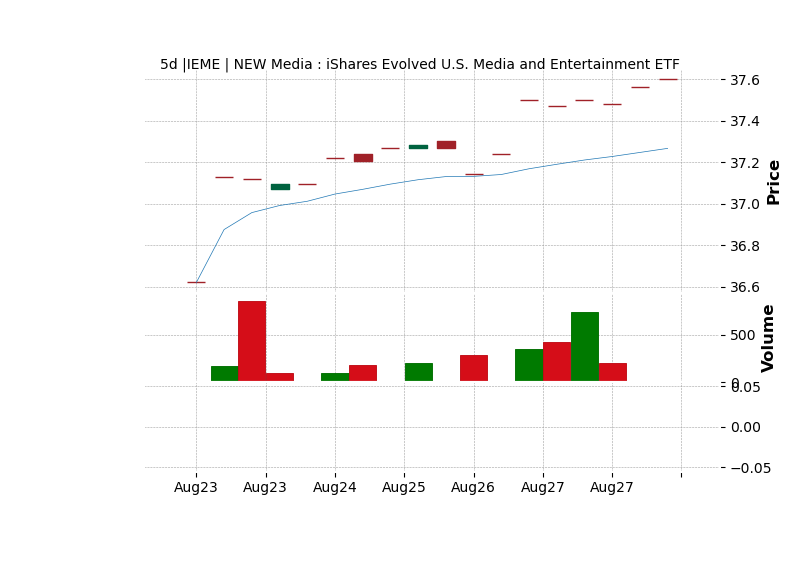 5d |IEME | NEW Media : iShares Evolved U.S. Media and Entertainment ETF
37.6
37.4
37.2
37.0
36.8
36.6
Price
500
0
Volume
0.05
0.00
−0.05
Aug23 Aug23 Aug24 Aug25 Aug26 Aug27 Aug27